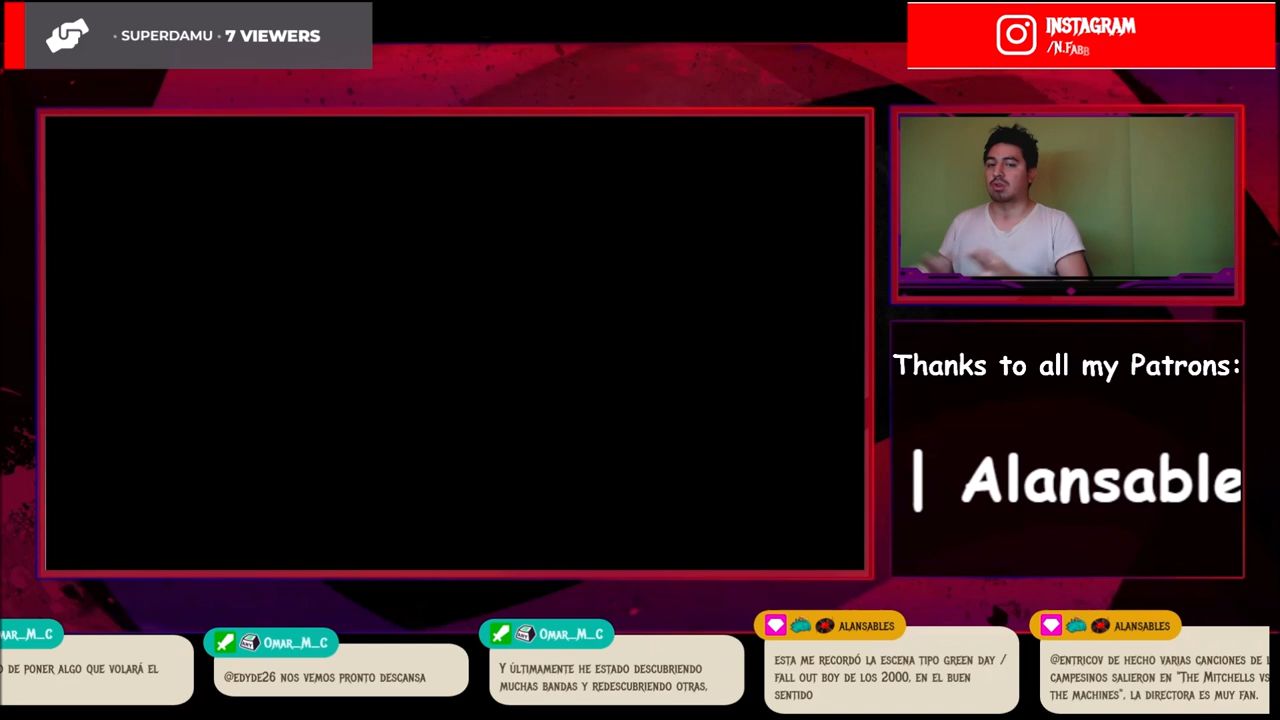 • SUPERDAMU • 7 VIEWERS
INSTAGRAM
/N.FABB
Thanks to all my Patrons:
| Alansable
MAR_M_C
O DE PONER ALGO QUE VOLARÁ EL
OMAR_M_C
@EDYDE26 NOS VEMOS PRONTO DESCANSA
OMAR_M_C
Y ÚLTIMAMENTE HE ESTADO DESCUBRIENDO
MUCHAS BANDAS Y REDESCUBRIENDO OTRAS,
ALANSABLES
ESTA ME RECORDÓ LA ESCENA TIPO GREEN DAY /
FALL OUT BOY DE LOS 2000, EN EL BUEN
SENTIDO
ALANSABLES
@ENTRICOV DE HECHO VARIAS CANCIONES DE L
CAMPESINOS SALIERON EN "THE MITCHELLS VS
THE MACHINES", LA DIRECTORA ES MUY FAN.